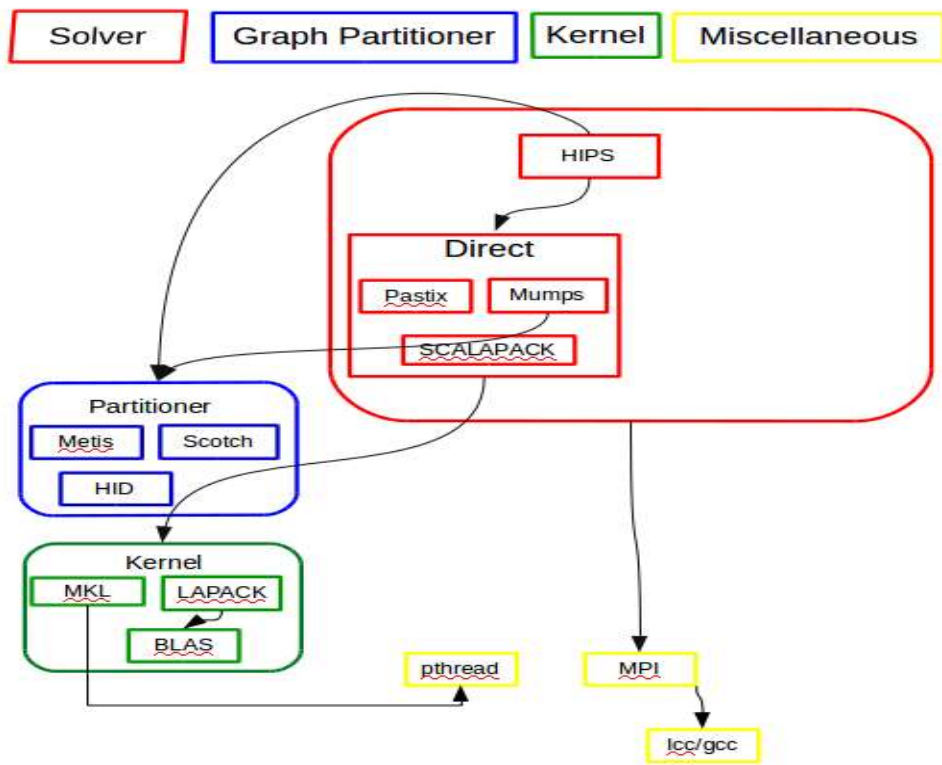 Solver
Graph Partitioner
Kernel
Miscellaneous
HIPS
Direct
Pastix
Mumps
SCALAPACK
Partitioner
Metis
Scotch
HID
Kernel
MKL
LAPACK
BLAS
pthread
MPI
Icc/gcc